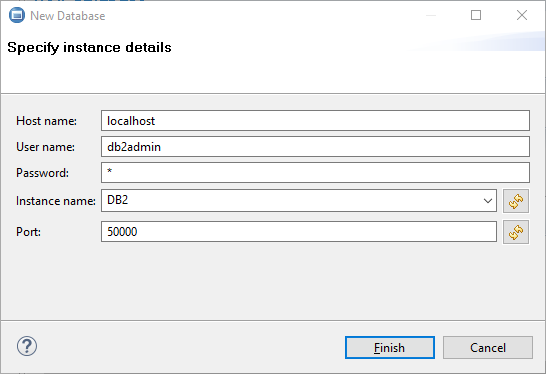 New Database
Specify instance details
Host name: localhost
User name: db2admin
Password: *
Instance name: DB2
Port: 50000
? Finish Cancel